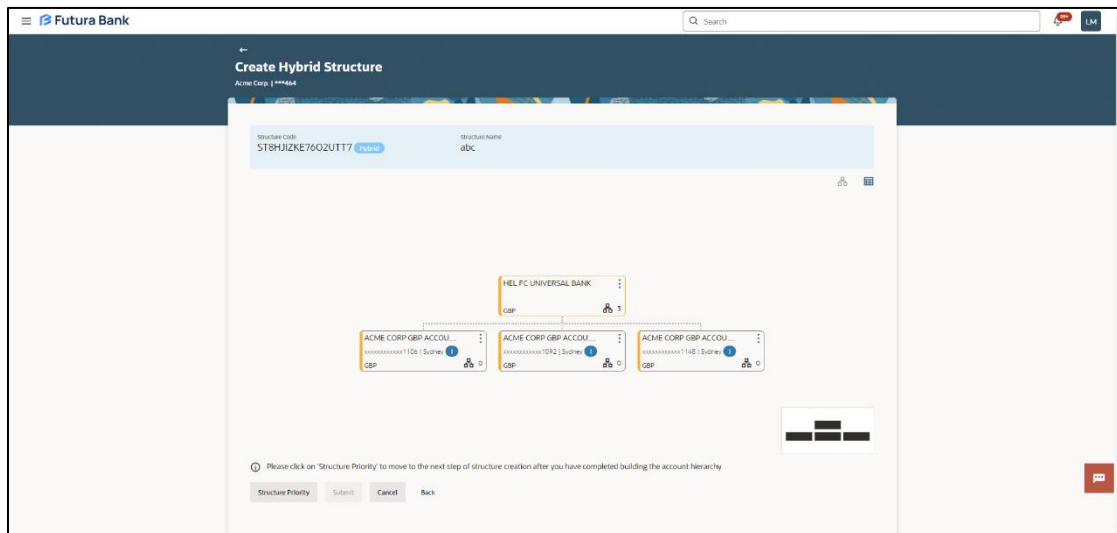 Futura Bank
Search
LM
Create Hybrid Structure
Acme Corp. | ***464
Structure Code
Structure Name
ST8HJIZKE76O2UTT7 Hybrid
abc
HEL FC UNIVERSAL BANK
GBP
3
ACME CORP GBP ACCOU...
ACME CORP GBP ACCOU...
ACME CORP GBP ACCOU...
xxxxxxxxxxxx1106 | Sydney I
xxxxxxxxxxxx1092 | Sydney I
xxxxxxxxxxxx1148 | Sydney I
GBP 0
GBP 0
GBP 0
Please click on 'Structure Priority' to move to the next step of structure creation after you have completed building the account hierarchy
Structure Priority
Submit
Cancel
Back